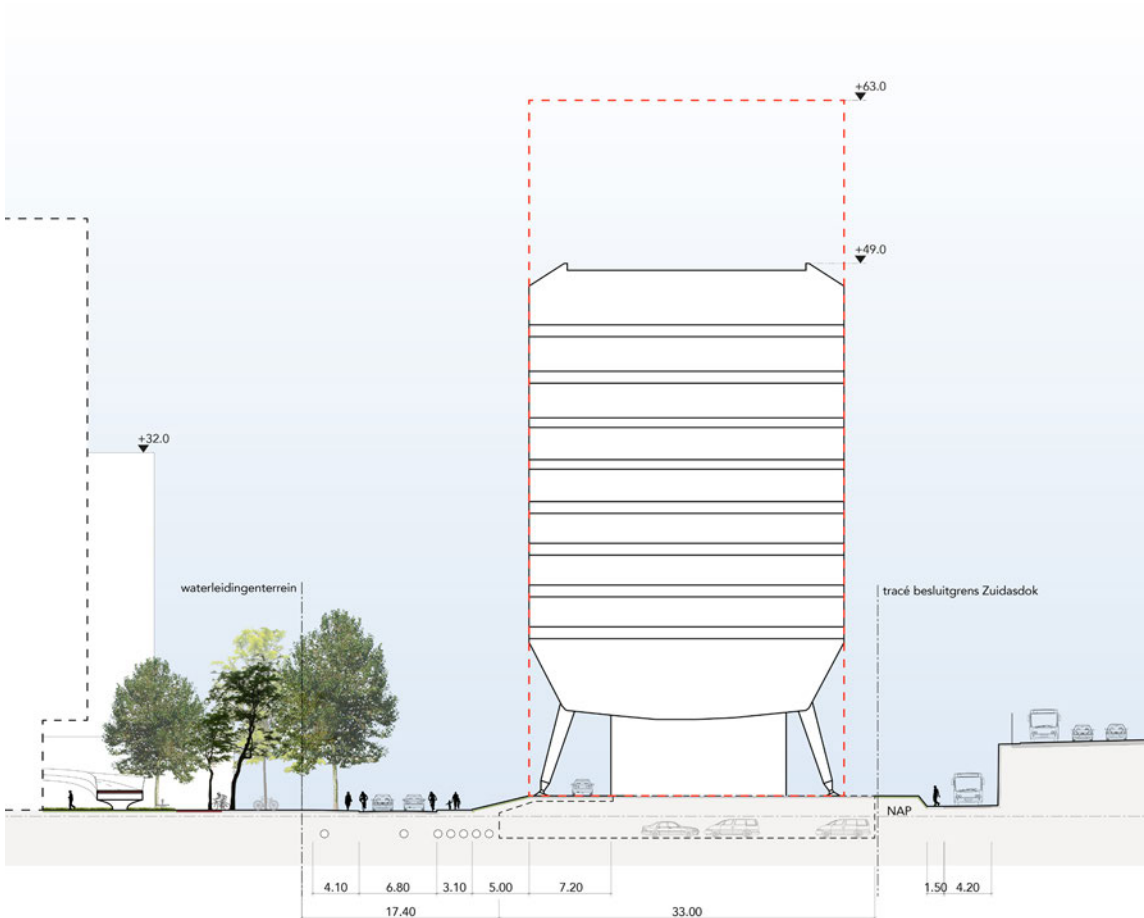 +63.0
+49.0
+32.0
waterleidingenterrein
tracé besluitgrens Zuidasdok
NAP
4.10 6.80 3.10 5.00 7.20 1.50 4.20
17.40 33.00